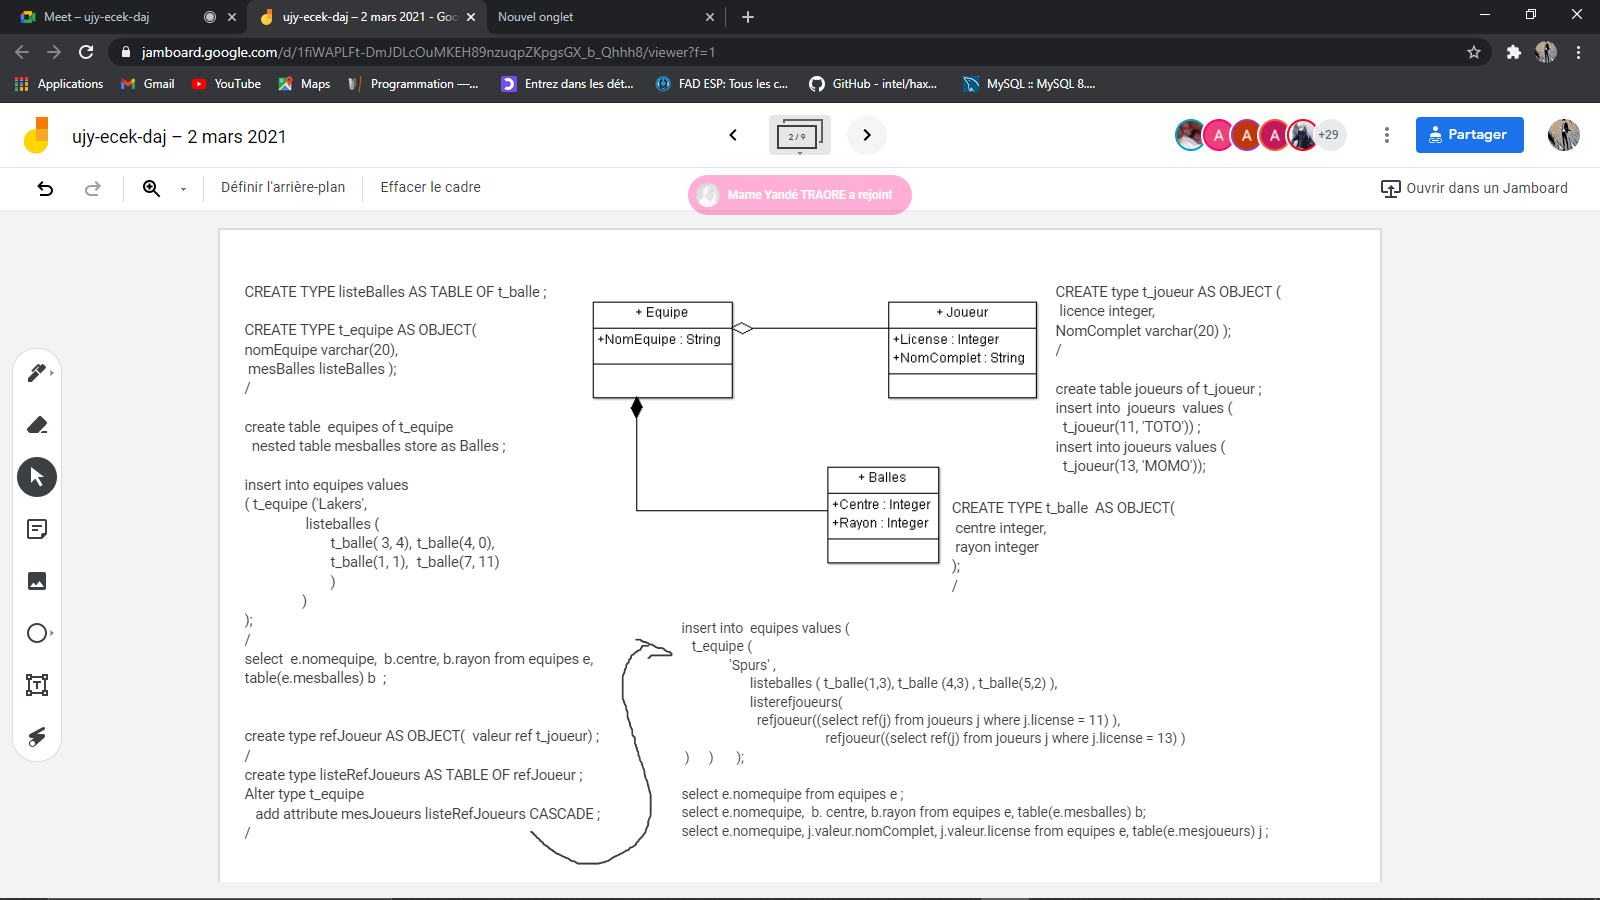 Meet – ujy-ecek-daj
ujy-ecek-daj – 2 mars 2021 - Goo
Nouvel onglet
jamboard.google.com/d/1fiWAPLFt-DmJDLcOuMKEH89nzuqpZKpgsGX_b_Qhhh8/viewer?f=1
Applications
Gmail
YouTube
Maps
Programmation —...
Entrez dans les dét...
FAD ESP: Tous les c...
GitHub - intel/hax...
MySQL :: MySQL 8....
ujy-ecek-daj – 2 mars 2021
2 / 9
A
A
A
+29
Partager
Définir l'arrière-plan
Effacer le cadre
Mame Yandé TRAORE a rejoint
Ouvrir dans un Jamboard
CREATE TYPE listeBalles AS TABLE OF t_balle ;
CREATE TYPE t_equipe AS OBJECT(
nomEquipe varchar(20),
mesBalles listeBalles );
/
create table equipes of t_equipe
nested table mesballes store as Balles ;
insert into equipes values
( t_equipe ('Lakers',
listeballes (
t_balle( 3, 4), t_balle(4, 0),
t_balle(1, 1), t_balle(7, 11)
)
)
);
/
select e.nomequipe, b.centre, b.rayon from equipes e,
table(e.mesballes) b ;
create type refJoueur AS OBJECT( valeur ref t_joueur) ;
/
create type listeRefJoueurs AS TABLE OF refJoueur ;
Alter type t_equipe
add attribute mesJoueurs listeRefJoueurs CASCADE ;
/
+ Equipe
+NomEquipe : String
+ Joueur
+License : Integer
+NomComplet : String
+ Balles
+Centre : Integer
+Rayon : Integer
CREATE type t_joueur AS OBJECT (
licence integer,
NomComplet varchar(20) );
/
create table joueurs of t_joueur ;
insert into joueurs values (
t_joueur(11, 'TOTO')) ;
insert into joueurs values (
t_joueur(13, 'MOMO'));
CREATE TYPE t_balle AS OBJECT(
centre integer,
rayon integer
);
/
insert into equipes values (
t_equipe (
'Spurs' ,
listeballes ( t_balle(1,3), t_balle (4,3) , t_balle(5,2) ),
listerefjoueurs(
refjoueur((select ref(j) from joueurs j where j.license = 11) ),
refjoueur((select ref(j) from joueurs j where j.license = 13) )
) ) );
select e.nomequipe from equipes e ;
select e.nomequipe, b. centre, b.rayon from equipes e, table(e.mesballes) b;
select e.nomequipe, j.valeur.nomComplet, j.valeur.license from equipes e, table(e.mesjoueurs) j ;